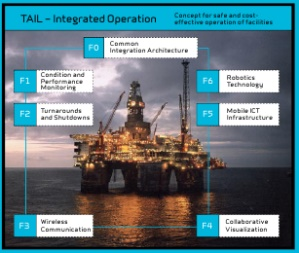 TAIL – Integrated Operation
Concept for safe and cost-
effective operation of facilities
F0
Common
Integration Architecture
F1
Condition and
Performance
Monitoring
F6
Robotics
Technology
F2
Turnarounds
and Shutdowns
F5
Mobile ICT
Infrastructure
F3
Wireless
Communication
F4
Collaborative
Visualization